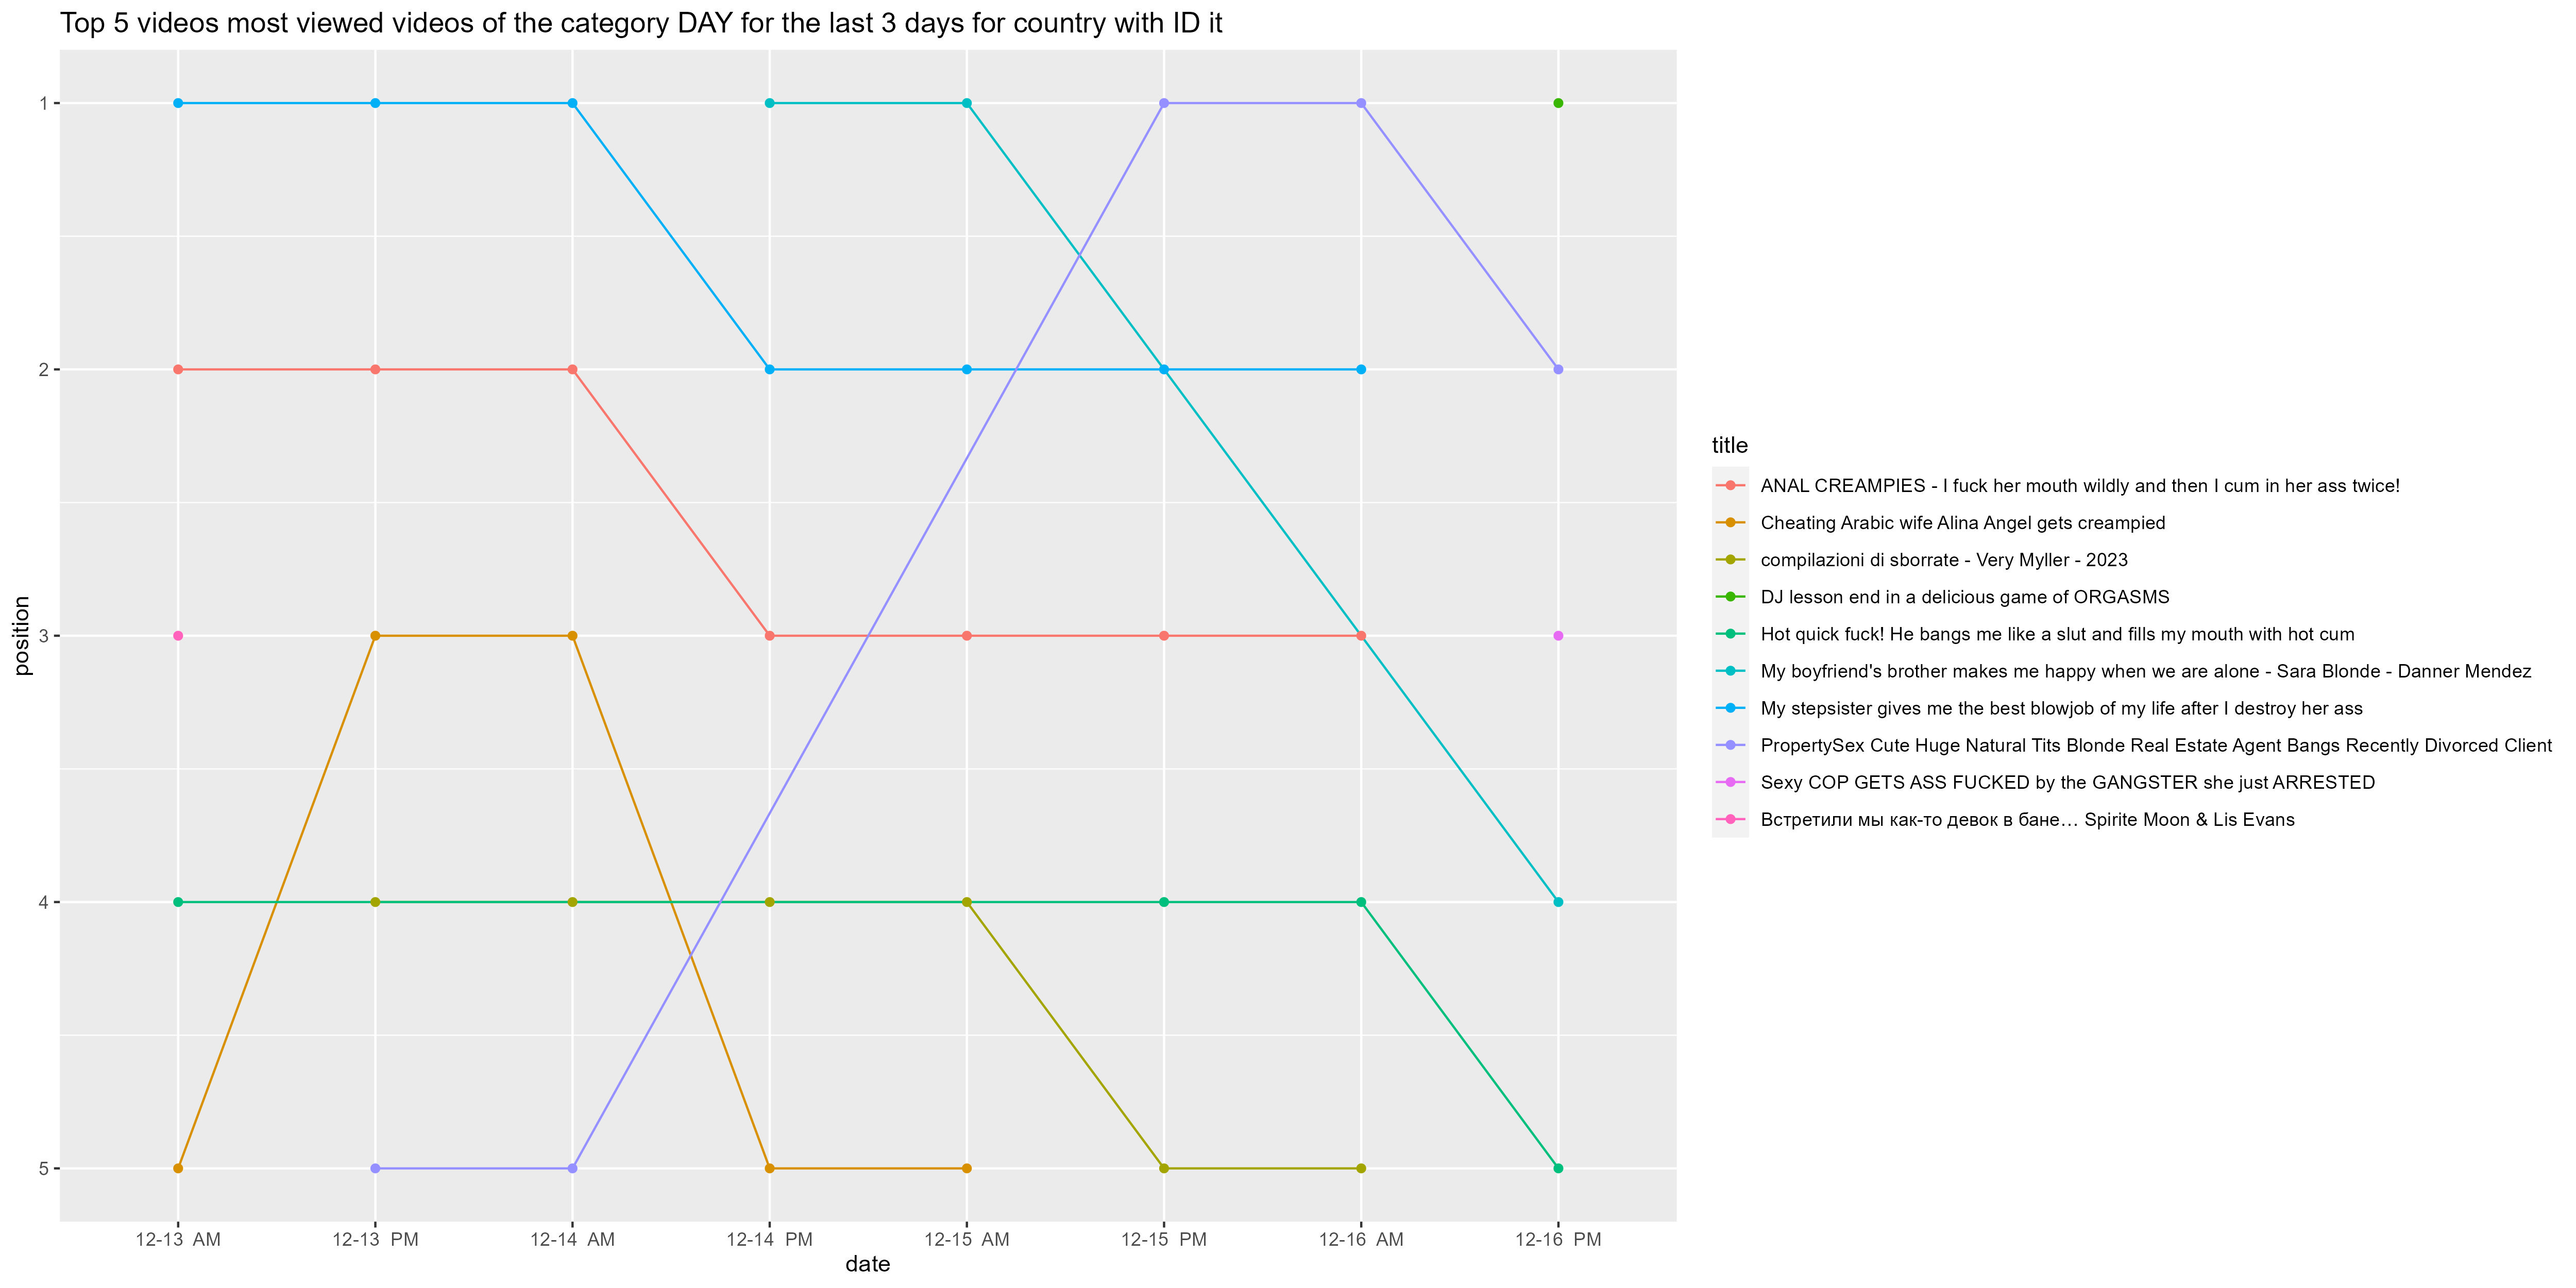 Top 5 videos most viewed videos of the category DAY for the last 3 days for country with ID it
1
2
3
4
5
position
12-13 AM
12-13 PM
12-14 AM
12-14 PM
12-15 AM
12-15 PM
12-16 AM
12-16 PM
date
title
ANAL CREAMPIES - I fuck her mouth wildly and then I cum in her ass twice!
Cheating Arabic wife Alina Angel gets creampied
compilazioni di sborrate - Very Myller - 2023
DJ lesson end in a delicious game of ORGASMS
Hot quick fuck! He bangs me like a slut and fills my mouth with hot cum
My boyfriend's brother makes me happy when we are alone - Sara Blonde - Danner Mendez
My stepsister gives me the best blowjob of my life after I destroy her ass
PropertySex Cute Huge Natural Tits Blonde Real Estate Agent Bangs Recently Divorced Client
Sexy COP GETS ASS FUCKED by the GANGSTER she just ARRESTED
Встретили мы как-то девок в бане… Spirite Moon & Lis Evans